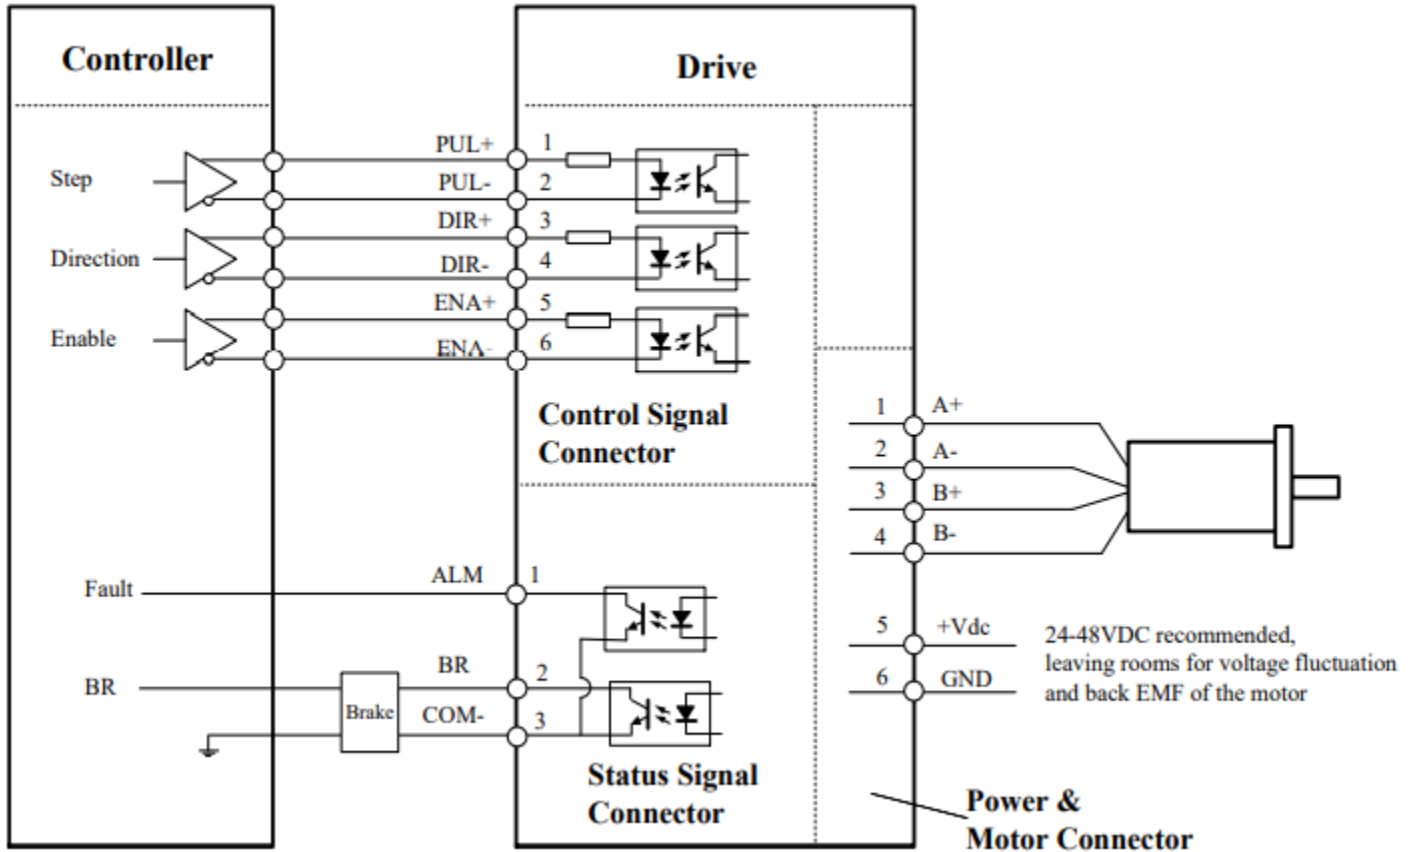 Controller
Drive
Step
PUL+
1
PUL-
2
Direction
DIR+
3
DIR-
4
Enable
ENA+
5
ENA-
6
Control Signal
Connector
1
A+
2
A-
3
B+
4
B-
Fault
ALM
1
BR
Brake
BR
2
COM-
3
Status Signal
Connector
5
+Vdc
6
GND
24-48VDC recommended,
leaving rooms for voltage fluctuation
and back EMF of the motor
Power &
Motor Connector